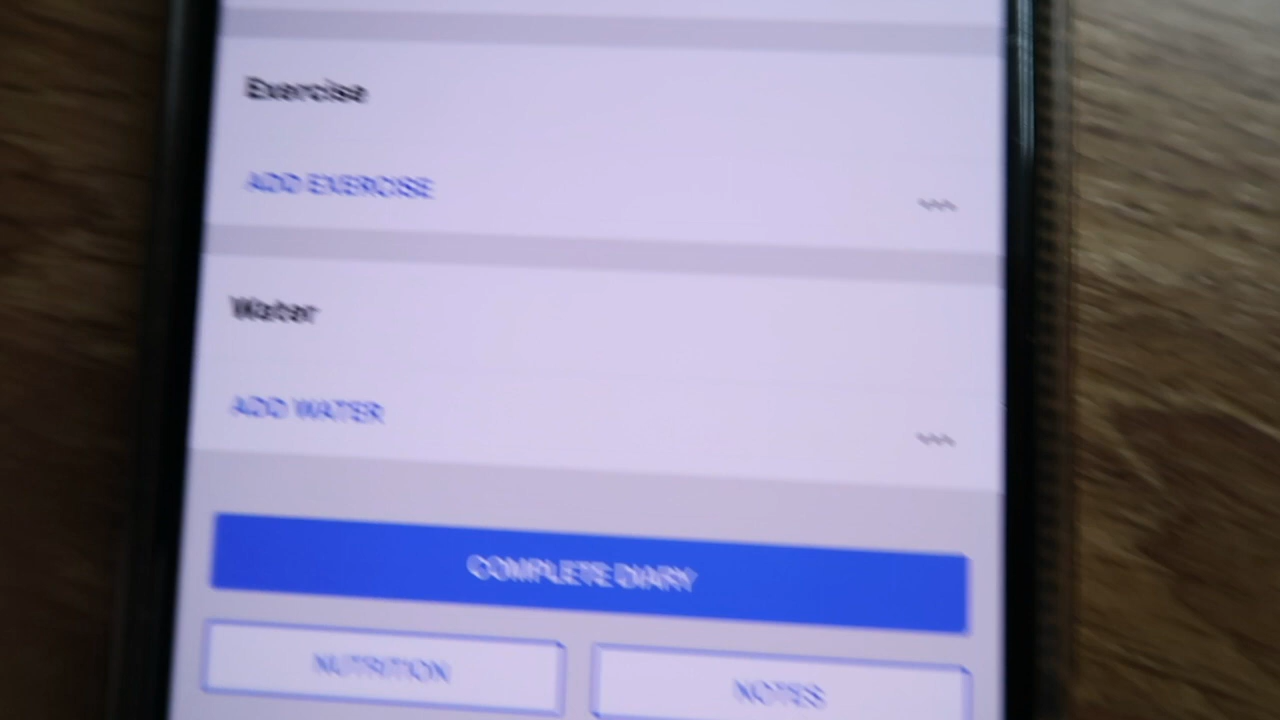 Exercise
ADD EXERCISE
Water
ADD WATER
COMPLETE DIARY
NUTRITION
NOTES